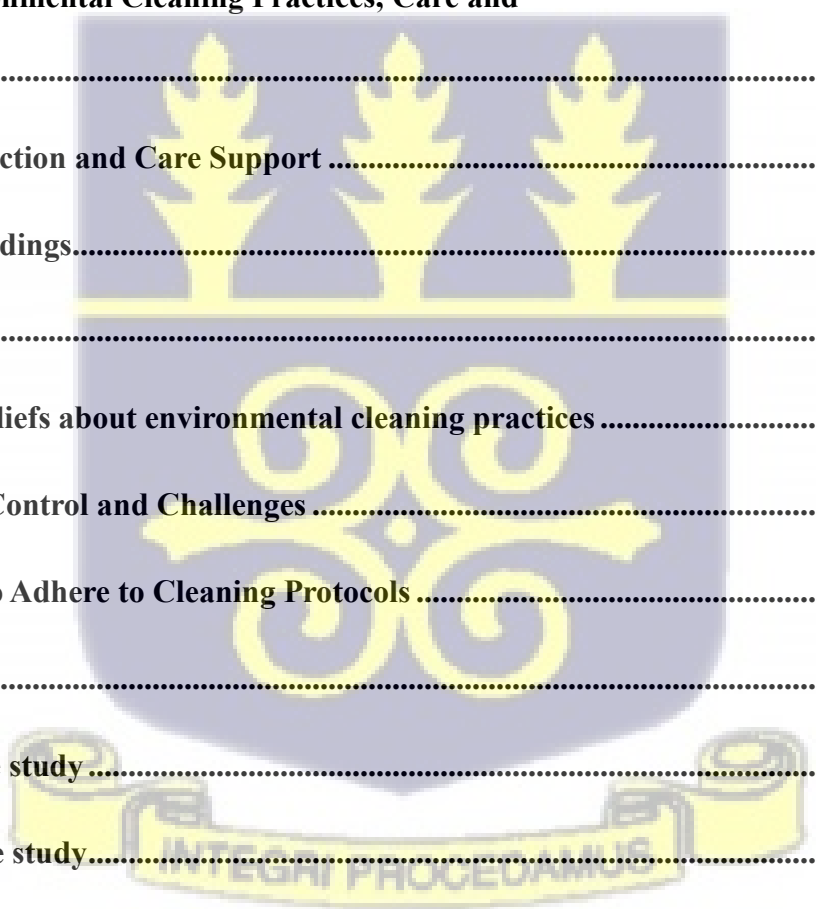 nmental Cleaning Practices, Care and
........................................................................
ction and Care Support ........................................................................
dings........................................................................
........................................................................
liefs about environmental cleaning practices ................................
Control and Challenges ................................................................
Adhere to Cleaning Protocols ................................................
........................................................................
study ........................................................................
e study........................................................................
INTEGRI PROCEDAMUS